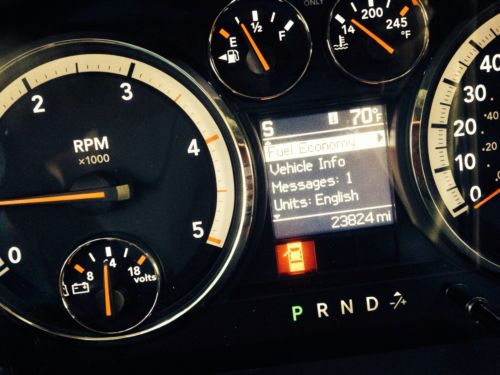 ONLY
½
E
F
200
14
245
°F
40
30
20
10
0
S 70°F
Fuel Economy
Vehicle Info
Messages: 1
Units: English
23824 mi
3
2
4
RPM
x1000
5
0
8 14 18
volts
P R N D -/+